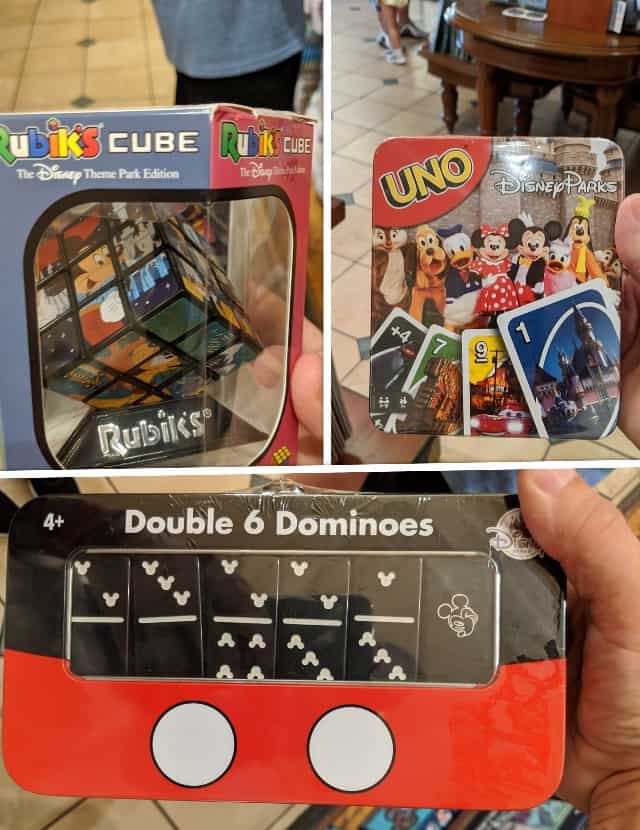 Rubik's CUBE
The Disney Theme Park Edition
Rubik's CUBE
The Disney Theme Park Edition
Rubik's®
UNO
Disney Parks
+4
7
9
1
4+
Double 6 Dominoes
Disney